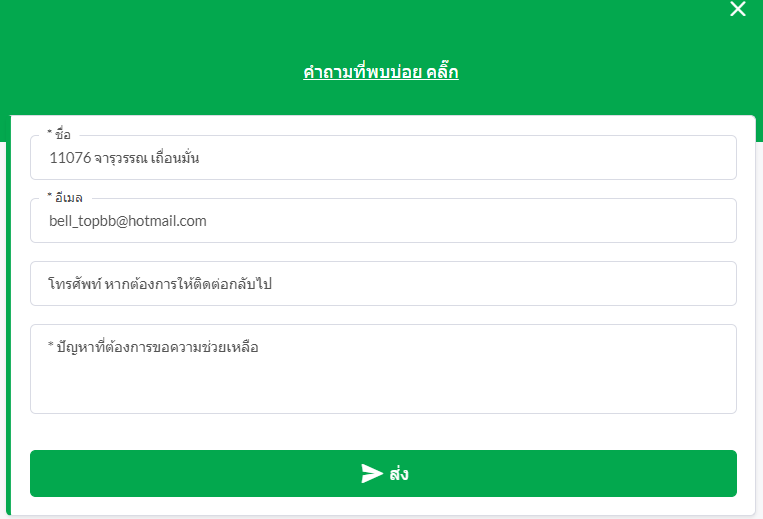 คำถามที่พบบ่อย คลิ๊ก
* ชื่อ
11076 จารุวรรณ เถื่อนมั่น
* อีเมล
bell_topbb@hotmail.com
โทรศัพท์ หากต้องการให้ติดต่อกลับไป
* ปัญหาที่ต้องการขอความช่วยเหลือ
ส่ง